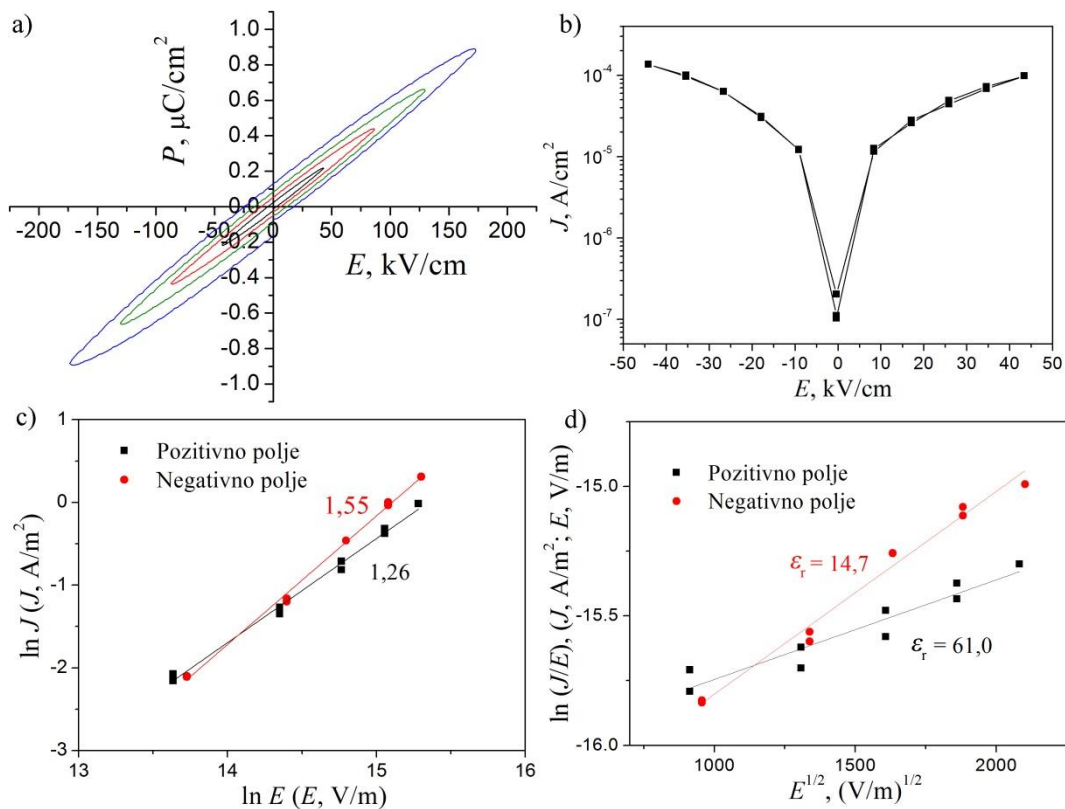 a)
P, μC/cm²
1.0
0.8
0.6
0.4
0.2
0.0
-0.2
-0.4
-0.6
-0.8
-1.0
-200 -150 -100 -50 0 50 100 150 200
E, kV/cm
b)
J, A/cm²
10⁻⁴
10⁻⁵
10⁻⁶
10⁻⁷
-50 -40 -30 -20 -10 0 10 20 30 40 50
E, kV/cm
c)
Pozitivno polje
Negativno polje
1,55
1,26
ln J (J, A/m²)
1
0
-1
-2
-3
13 14 15 16
ln E (E, V/m)
d)
Pozitivno polje
Negativno polje
εr = 14,7
εr = 61,0
ln (J/E), (J, A/m²; E, V/m)
-15.0
-15.5
-16.0
1000 1500 2000
E¹/², (V/m)¹/²